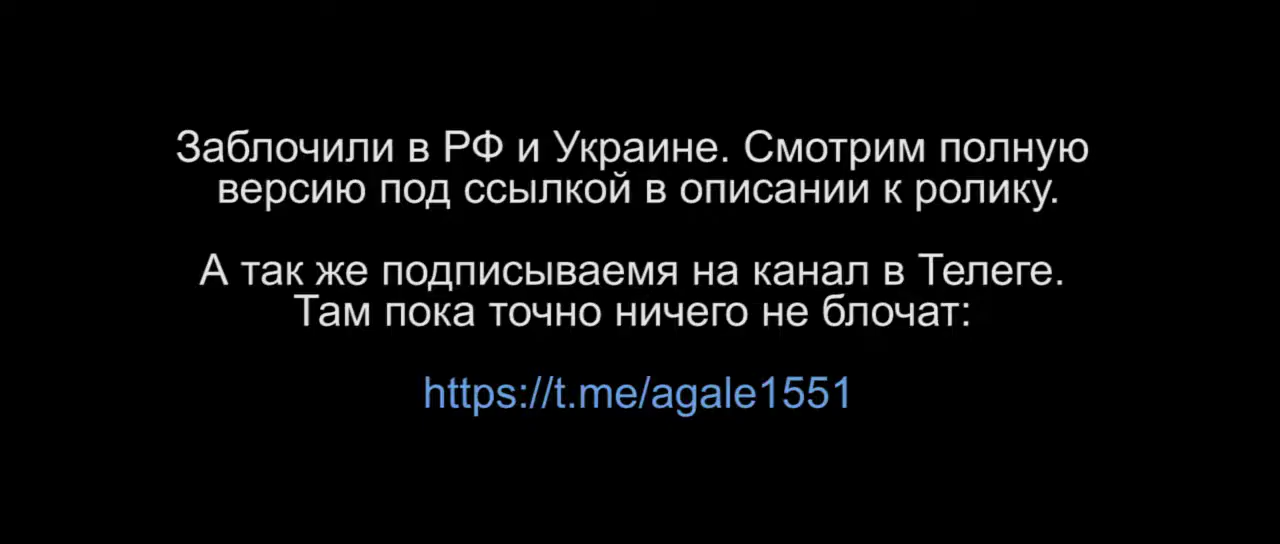 Заблочили в РФ и Украине. Смотрим полную
версию под ссылкой в описании к ролику.
А так же подписываемя на канал в Телеге.
Там пока точно ничего не блочат:
https://t.me/agale1551